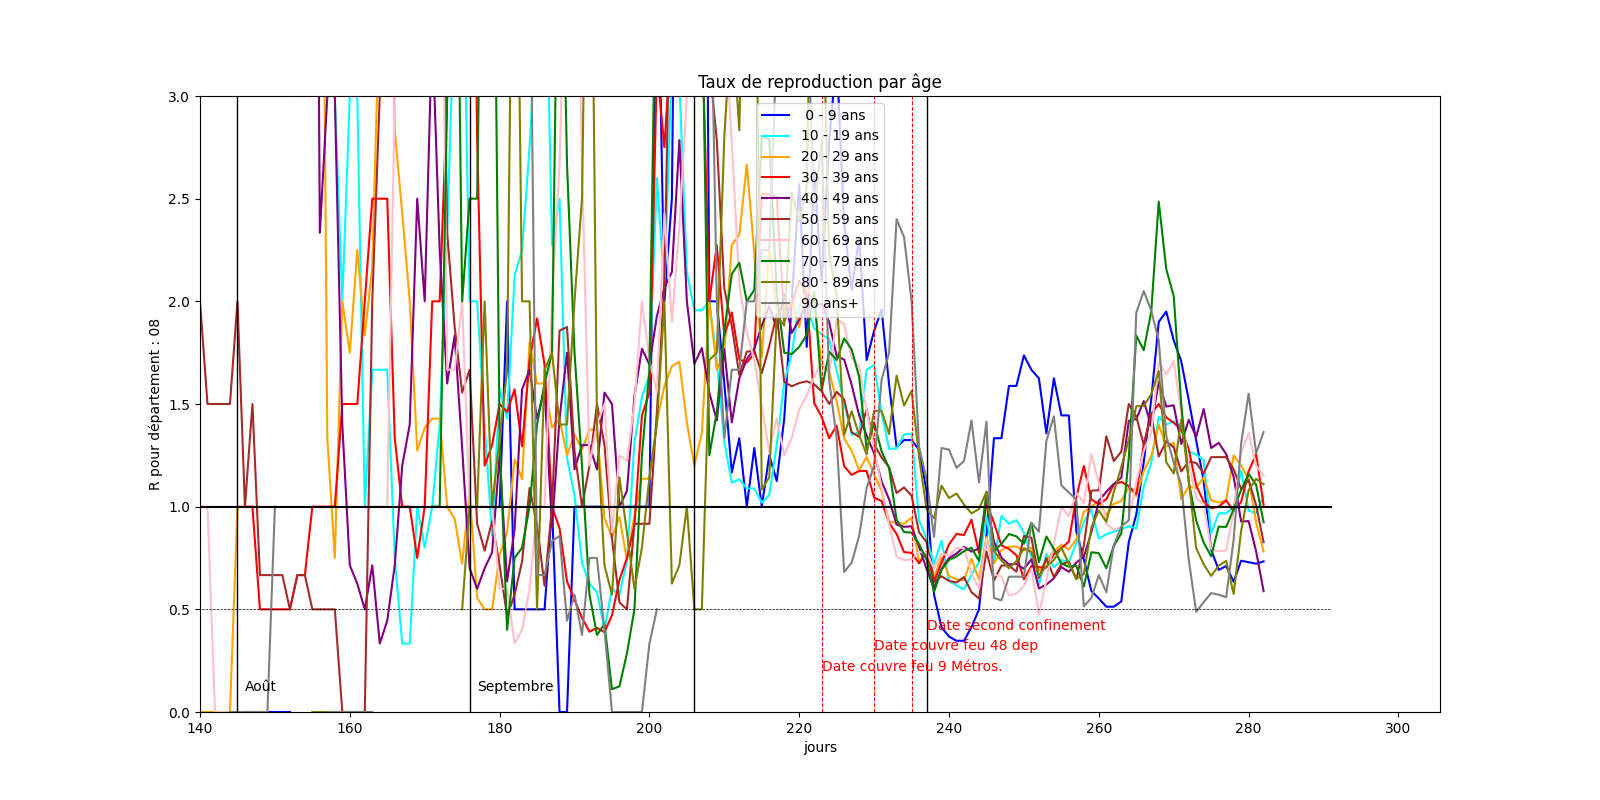 Taux de reproduction par âge
R pour département : 08
3.0
2.5
2.0
1.5
1.0
0.5
0.0
0 - 9 ans
10 - 19 ans
20 - 29 ans
30 - 39 ans
40 - 49 ans
50 - 59 ans
60 - 69 ans
70 - 79 ans
80 - 89 ans
90 ans+
Date second confinement
Date couvre feu 48 dep
Date couvre feu 9 Métros.
Août
Septembre
140 160 180 200 220 240 260 280 300
jours